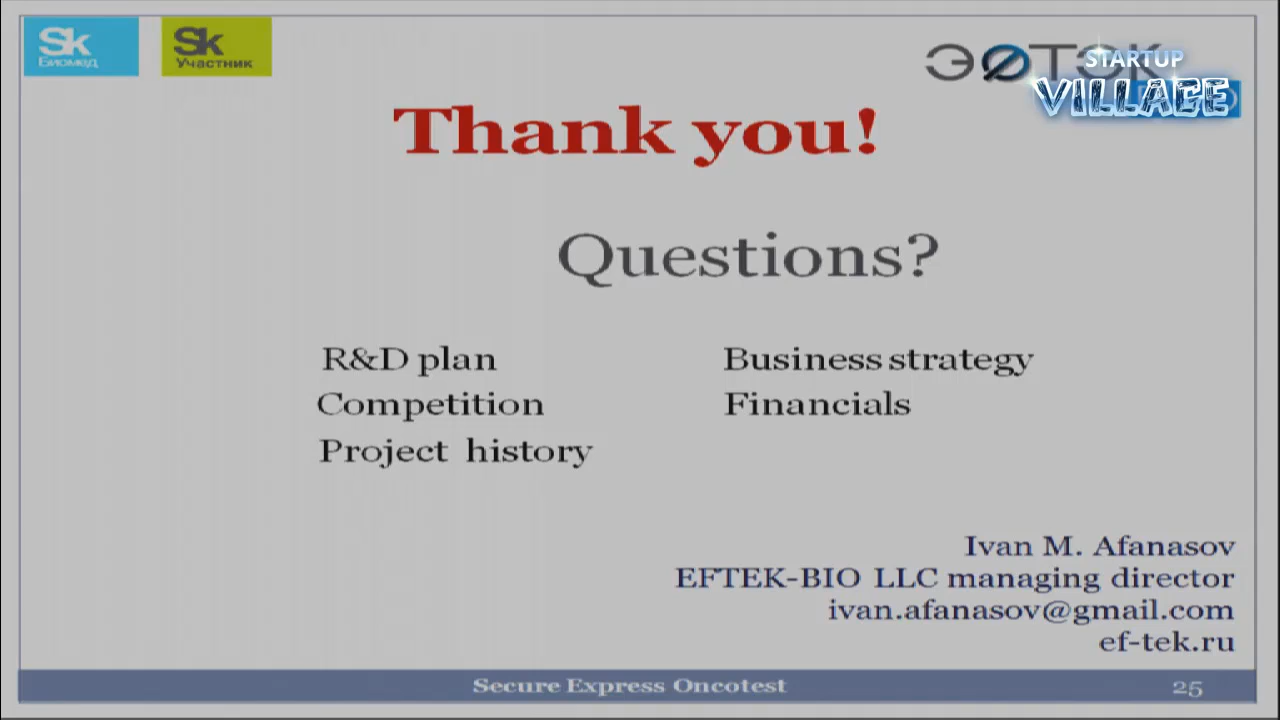 Sk
Биомед
Sk
Участник
ЭФТЭК
STARTUP
VILLAGE
Thank you!
Questions?
R&D plan
Business strategy
Competition
Financials
Project history
Ivan M. Afanasov
EFTEK-BIO LLC managing director
ivan.afanasov@gmail.com
ef-tek.ru
Secure Express Oncotest
25